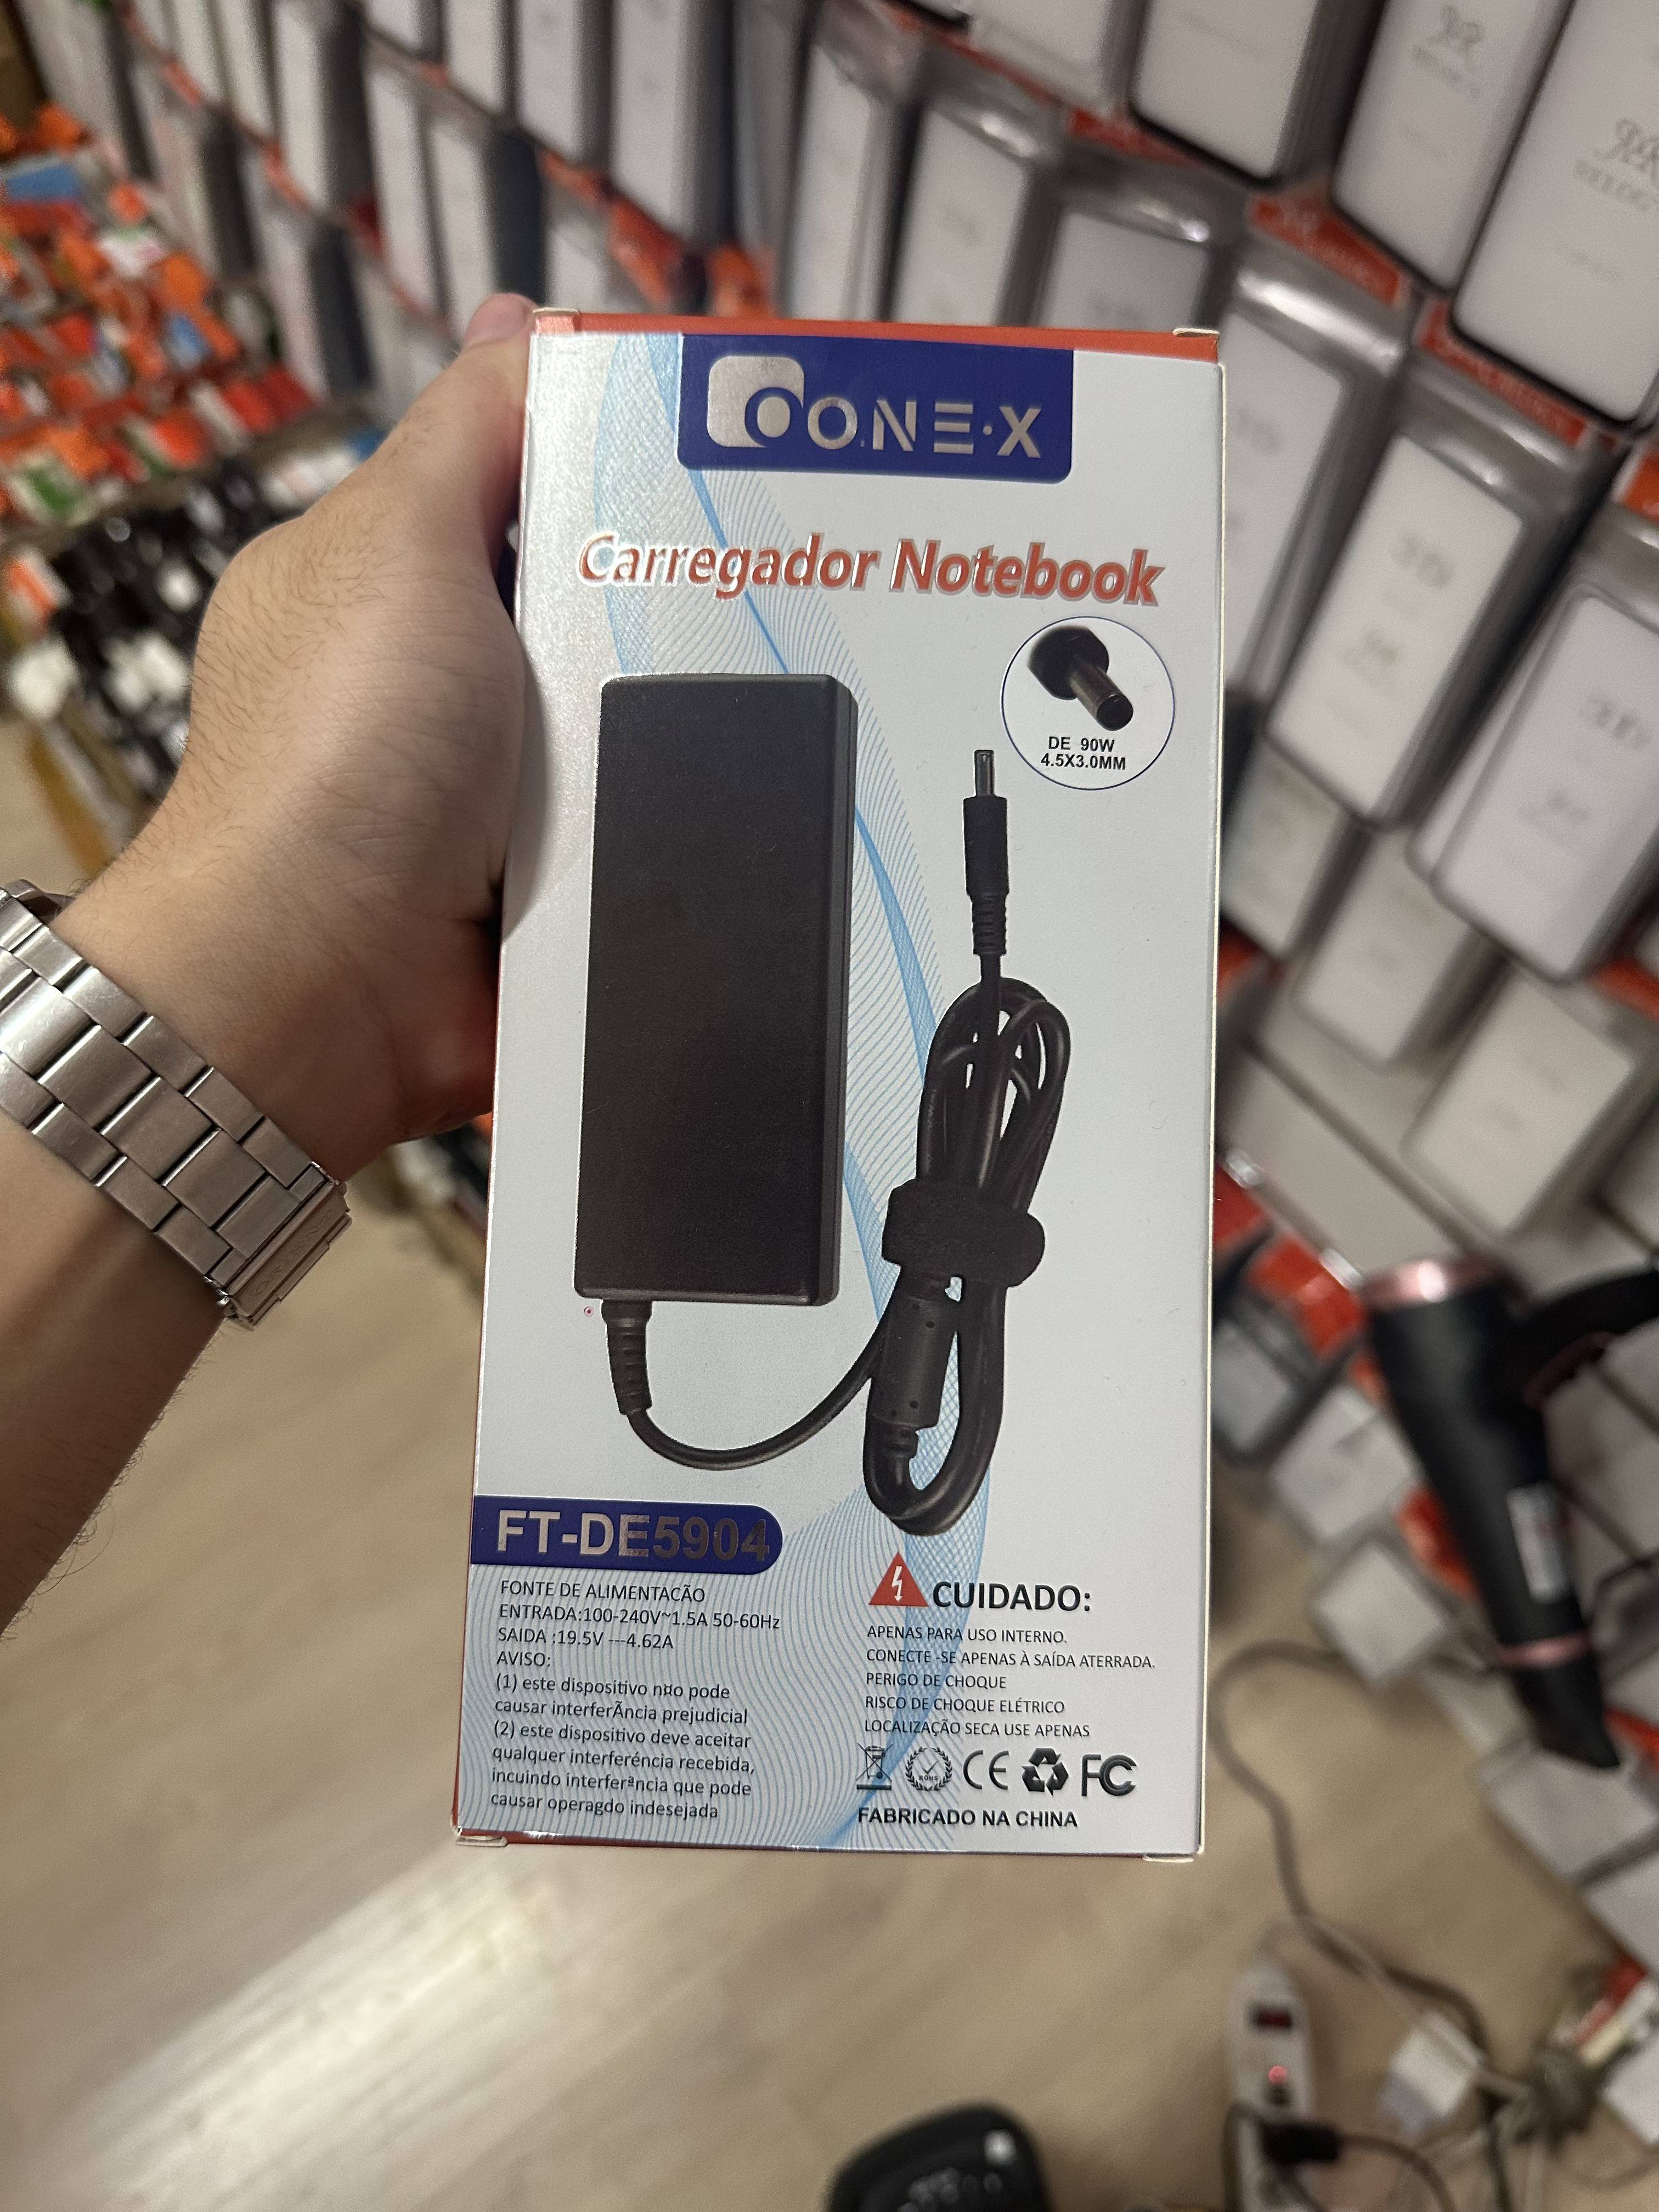 OONE·X
Carregador Notebook
DE 90W
4.5X3.0MM
FT-DE5904
FONTE DE ALIMENTACÃO
ENTRADA:100-240V~1.5A 50-60Hz
SAIDA :19.5V ---4.62A
AVISO:
(1) este dispositivo n¤o pode
causar interferÃncia prejudicial
(2) este dispositivo deve aceitar
qualquer interferéncia recebida,
incuindo interferªncia que pode
causar operagdo indesejada
CUIDADO:
APENAS PARA USO INTERNO.
CONECTE -SE APENAS À SAÍDA ATERRADA.
PERIGO DE CHOQUE
RISCO DE CHOQUE ELÉTRICO
LOCALIZAÇÃO SECA USE APENAS
ROHS
CE
FC
FABRICADO NA CHINA